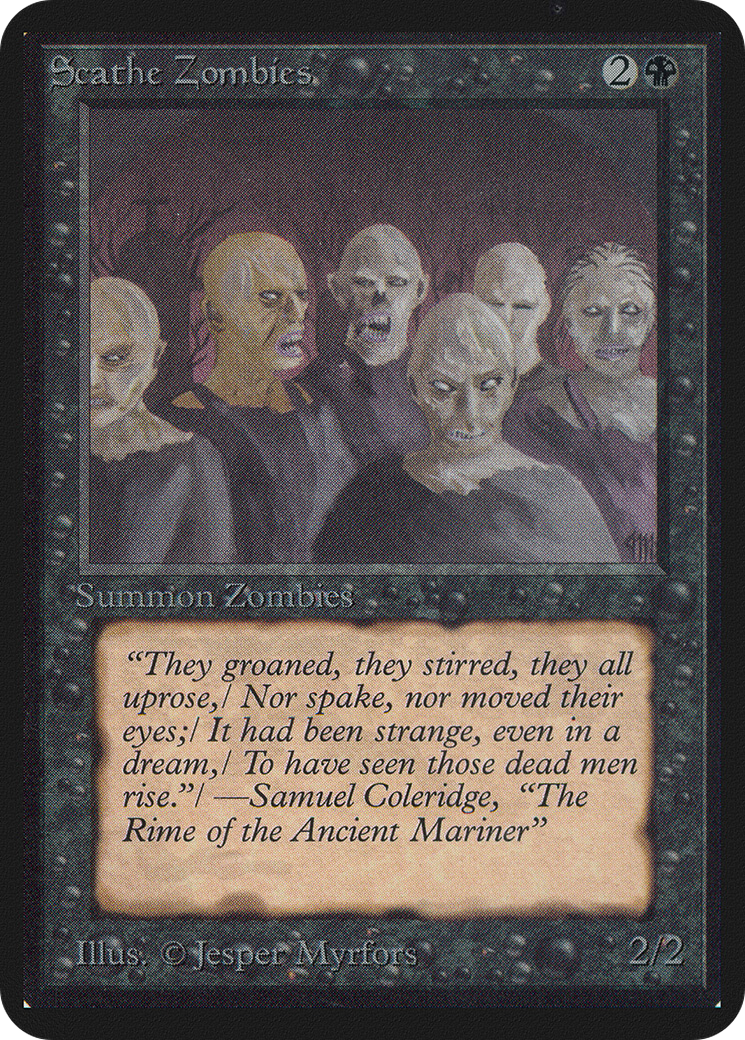 Scathe Zombies 2
Summon Zombies
“They groaned, they stirred, they all
uprose,/ Nor spake, nor moved their
eyes;/ It had been strange, even in a
dream,/ To have seen those dead men
rise.”/ —Samuel Coleridge, “The
Rime of the Ancient Mariner”
Illus. © Jesper Myrfors 2/2